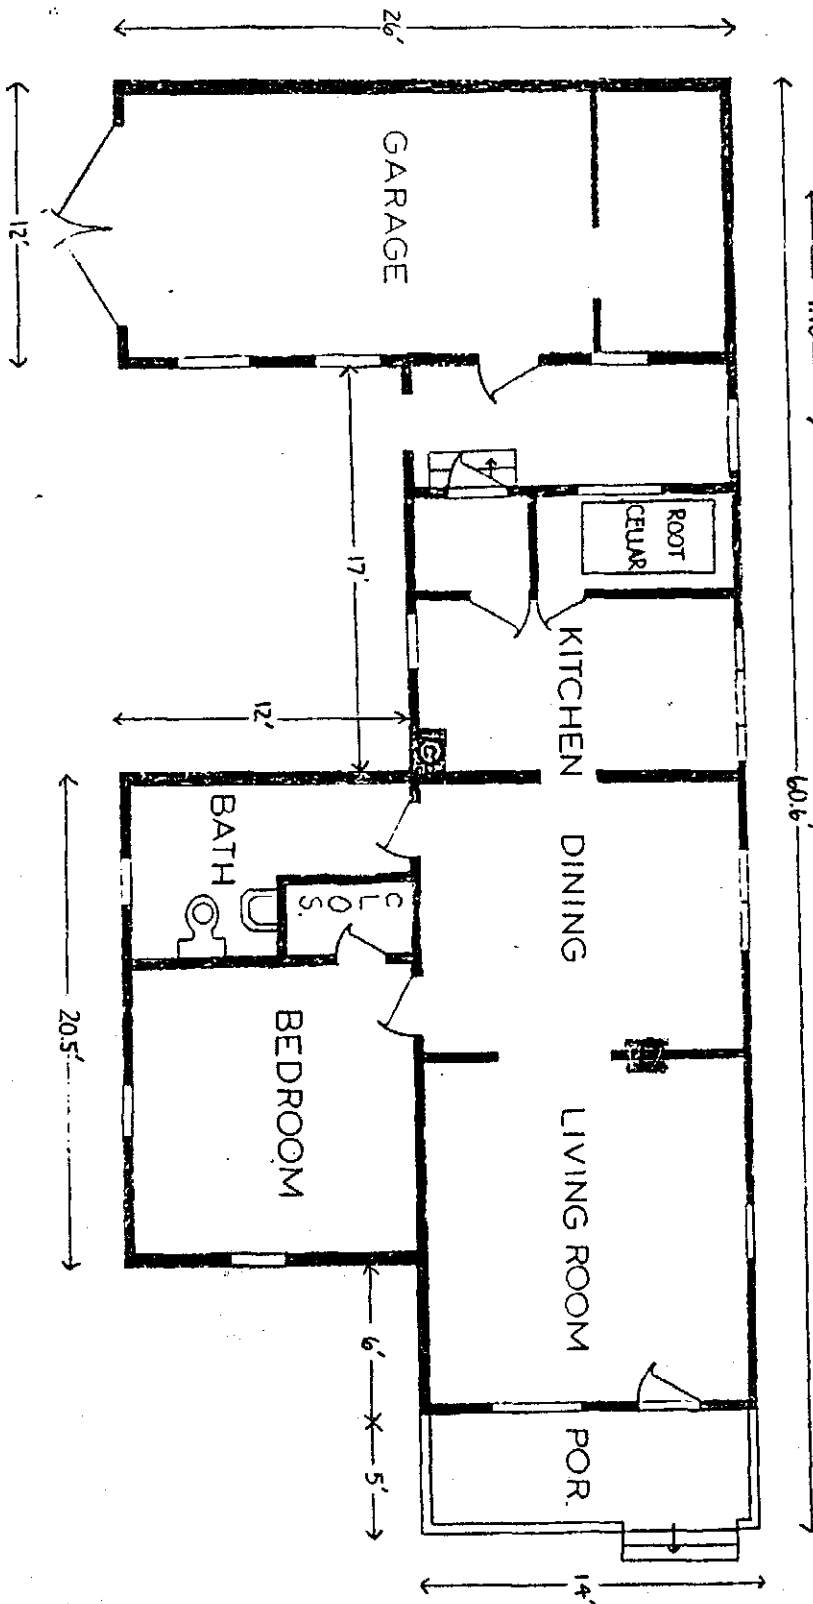 26'
12'
GARAGE
60.6'
17'
ROOT
CELLAR
KITCHEN
12'
C
DINING
BATH
CLOS.
20.5'
BEDROOM
LIVING ROOM
6'
5'
POR.
14'